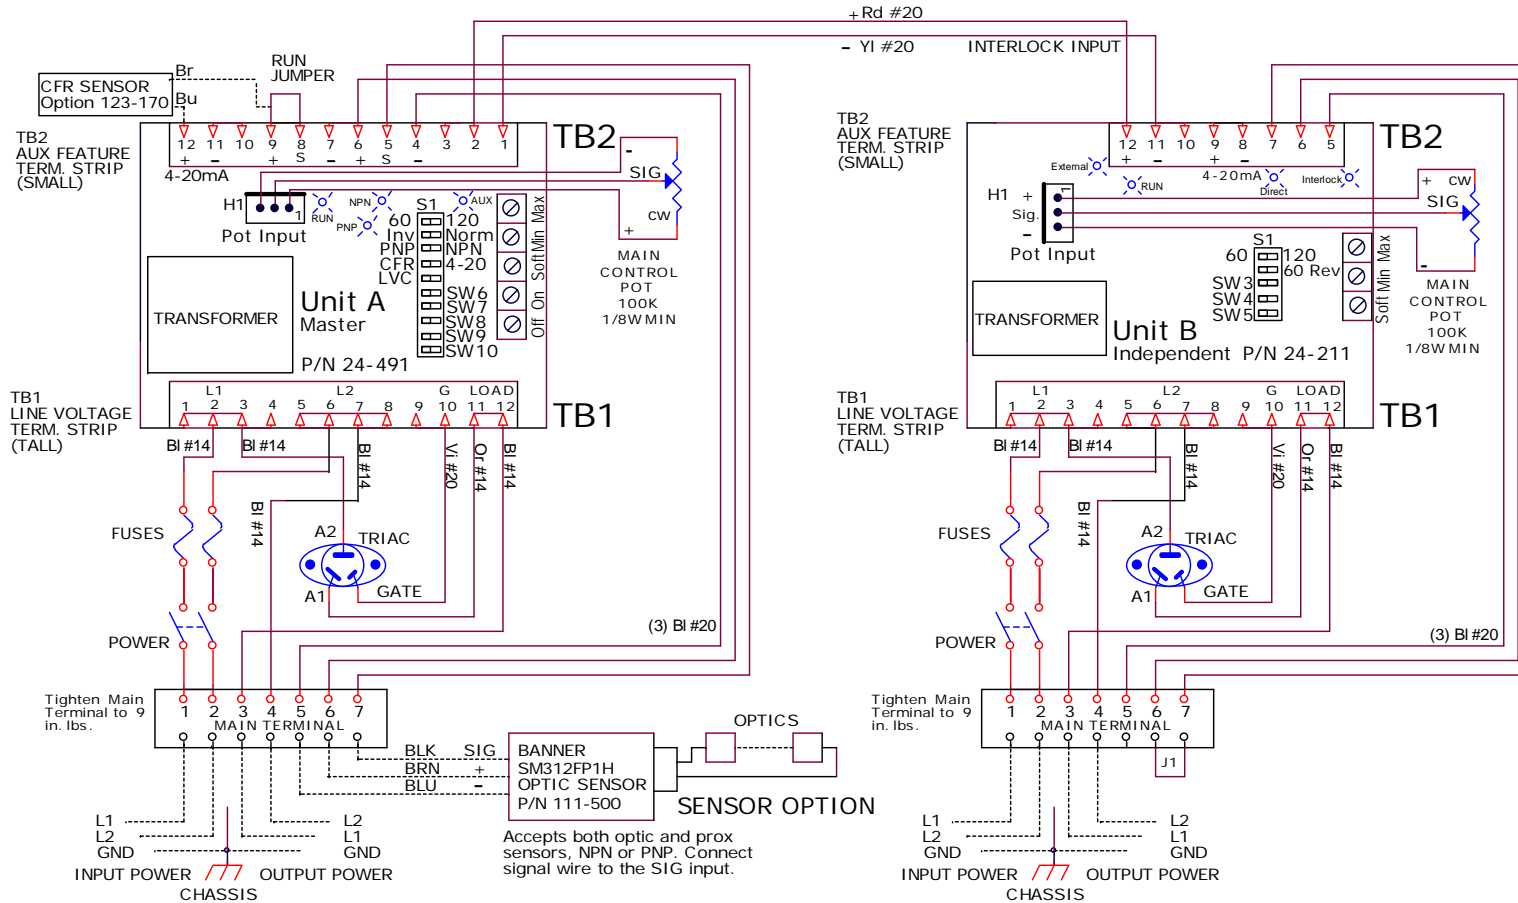 + Rd #20
- Yl #20
INTERLOCK INPUT
RUN
JUMPER
Br
CFR SENSOR
Option 123-170
Bu
TB2
AUX FEATURE
TERM. STRIP
(SMALL)
12 11 10 9 8 7 6 5 4 3 2 1
+ - + S - + S -
4-20mA
TB2
H1
1
Pot Input
RUN
NPN
PNP
AUX
S1
60 120
Inv Norm
PNP NPN
CFR 4-20
LVC
SW6
SW7
SW8
SW9
SW10
Off On Soft Min Max
-
SIG
CW
+
MAIN
CONTROL
POT
100K
1/8W MIN
TRANSFORMER
Unit A
Master
P/N 24-491
TB1
LINE VOLTAGE
TERM. STRIP
(TALL)
L1 L2 G LOAD
1 2 3 4 5 6 7 8 9 10 11 12
TB1
Bl #14
Bl #14
Bl #14
Vi #20
Or #14
Bl #14
Bl #14
FUSES
A2
TRIAC
A1
GATE
POWER
(3) Bl #20
Tighten Main
Terminal to 9
in. lbs.
1 2 3 4 5 6 7
MAIN TERMINAL
BLK SIG
BRN +
BLU -
BANNER
SM312FP1H
OPTIC SENSOR
P/N 111-500
OPTICS
SENSOR OPTION
Accepts both optic and prox
sensors, NPN or PNP. Connect
signal wire to the SIG input.
L1
L2
GND
INPUT POWER
CHASSIS
L2
L1
GND
OUTPUT POWER
TB2
AUX FEATURE
TERM. STRIP
(SMALL)
12 11 10 9 8 7 6 5
+ - + -
4-20mA
TB2
External
RUN
Direct
Interlock
H1
+
Sig.
-
1
Pot Input
S1
60 120
60 Rev
SW3
SW4
SW5
Soft Min Max
+
CW
SIG
-
MAIN
CONTROL
POT
100K
1/8W MIN
TRANSFORMER
Unit B
Independent P/N 24-211
TB1
LINE VOLTAGE
TERM. STRIP
(TALL)
L1 L2 G LOAD
1 2 3 4 5 6 7 8 9 10 11 12
TB1
Bl #14
Bl #14
Bl #14
Vi #20
Or #14
Bl #14
Bl #14
FUSES
A2
TRIAC
A1
GATE
POWER
(3) Bl #20
Tighten Main
Terminal to 9
in. lbs.
1 2 3 4 5 6 7
MAIN TERMINAL
J1
L1
L2
GND
INPUT POWER
CHASSIS
L2
L1
GND
OUTPUT POWER